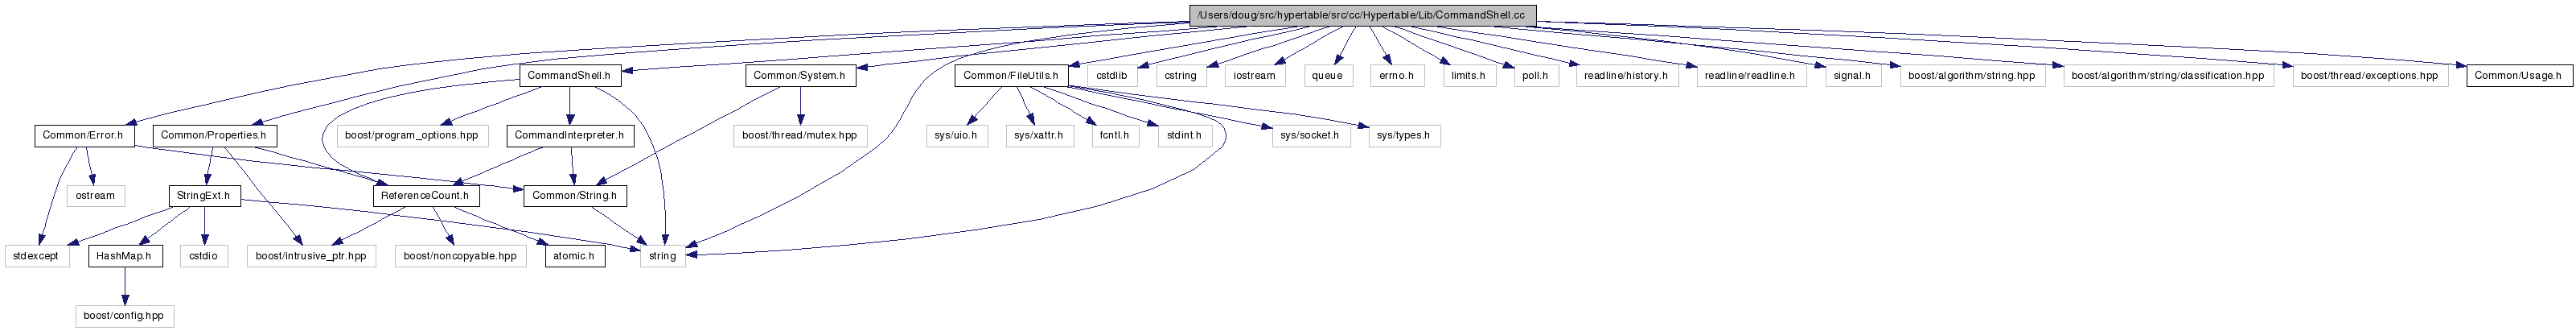 /Users/doug/src/hypertable/src/cc/Hypertable/Lib/CommandShell.cc
CommandShell.h
Common/System.h
Common/FileUtils.h
cstdlib
cstring
iostream
queue
errno.h
limits.h
poll.h
readline/history.h
readline/readline.h
signal.h
boost/algorithm/string.hpp
boost/algorithm/string/classification.hpp
boost/thread/exceptions.hpp
Common/Usage.h
Common/Error.h
Common/Properties.h
boost/program_options.hpp
CommandInterpreter.h
boost/thread/mutex.hpp
sys/uio.h
sys/xattr.h
fcntl.h
stdint.h
sys/socket.h
sys/types.h
ostream
StringExt.h
ReferenceCount.h
Common/String.h
stdexcept
HashMap.h
cstdio
boost/intrusive_ptr.hpp
boost/noncopyable.hpp
atomic.h
string
boost/config.hpp